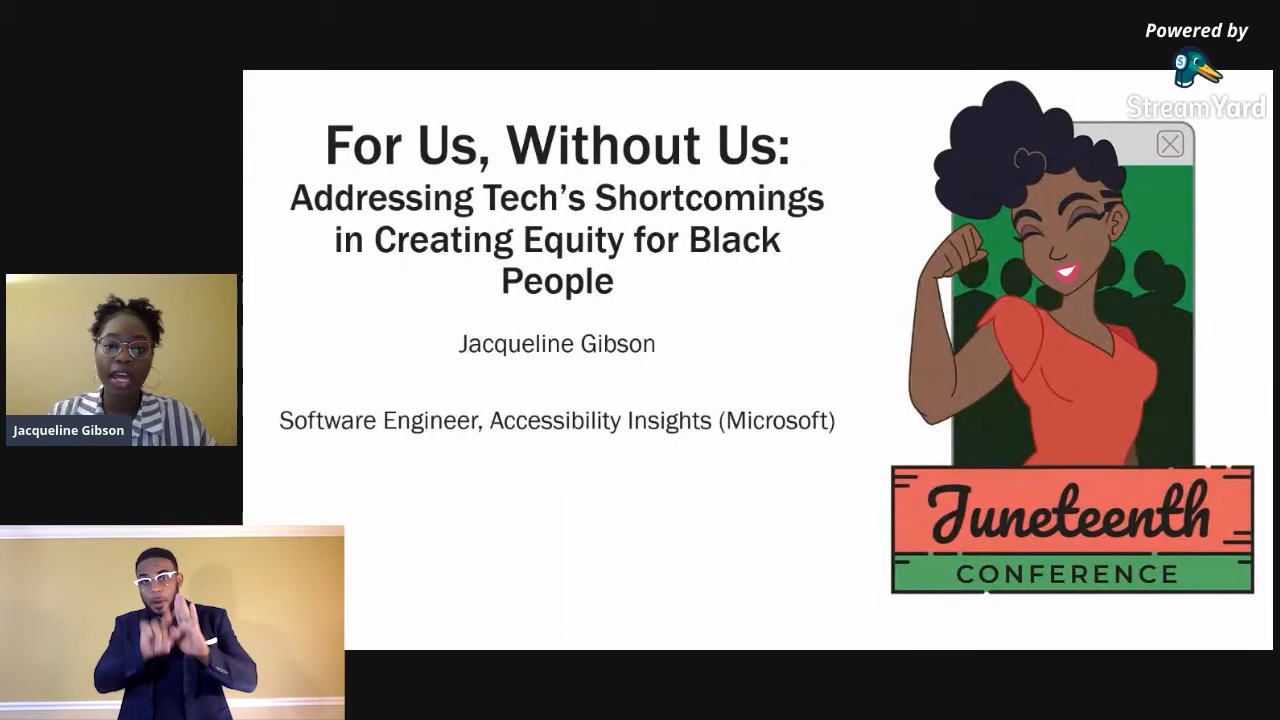 Powered by
StreamYard
For Us, Without Us:
Addressing Tech's Shortcomings
in Creating Equity for Black
People
Jacqueline Gibson
Software Engineer, Accessibility Insights (Microsoft)
Jacqueline Gibson
Juneteenth
CONFERENCE